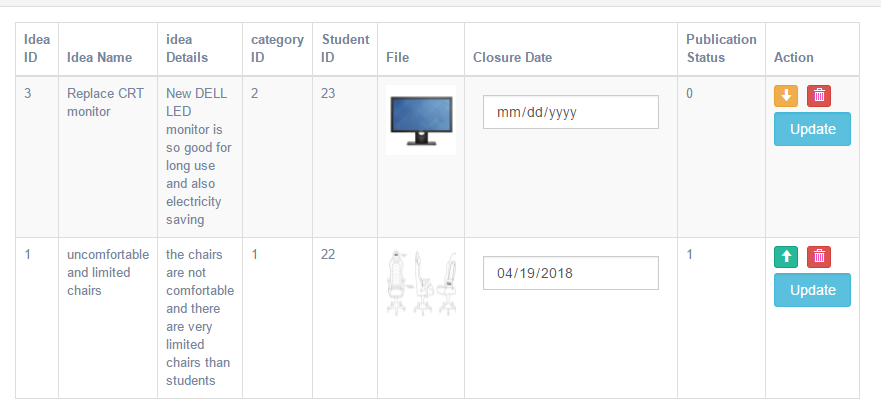 Idea ID
Idea Name
idea Details
category ID
Student ID
File
Closure Date
Publication Status
Action
3
Replace CRT
monitor
New DELL
LED
monitor is
so good for
long use
and also
electricity
saving
2
23
mm/dd/yyyy
0
Update
1
uncomfortable
and limited
chairs
the chairs
are not
comfortable
and there
are very
limited
chairs than
students
1
22
04/19/2018
1
Update